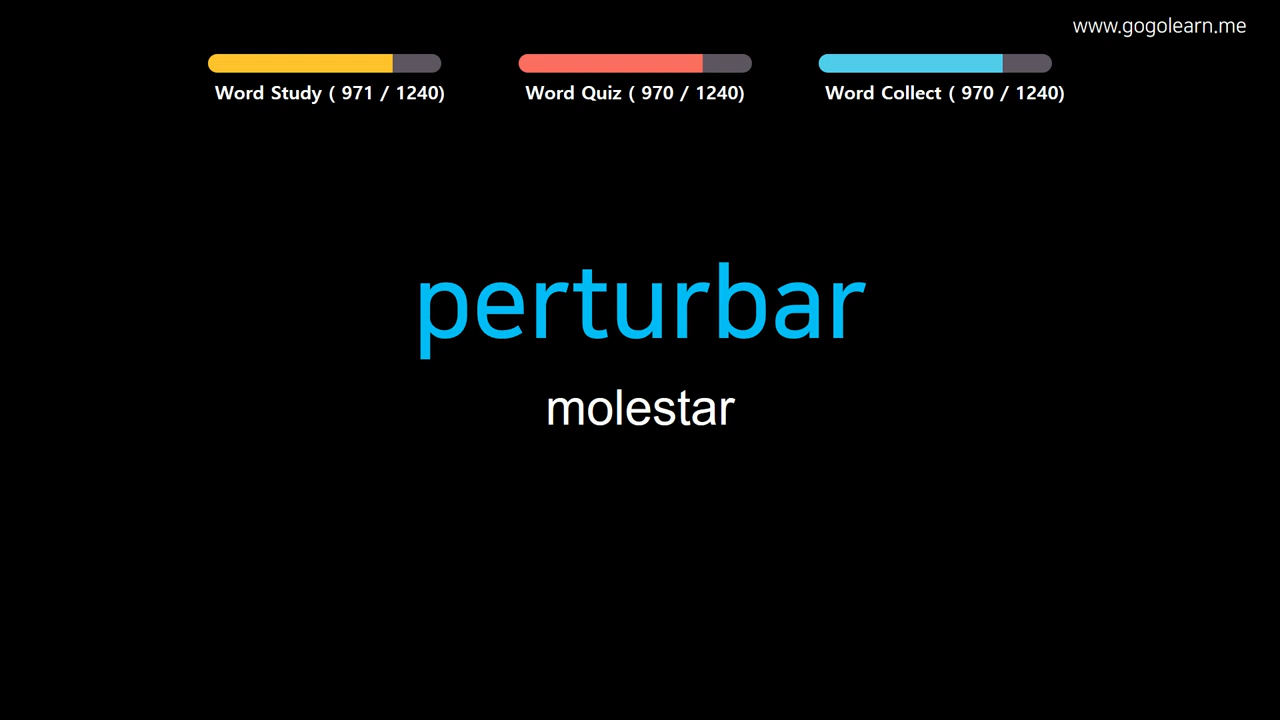 www.gogolearn.me
Word Study ( 971 / 1240)
Word Quiz ( 970 / 1240)
Word Collect ( 970 / 1240)
perturbar
molestar